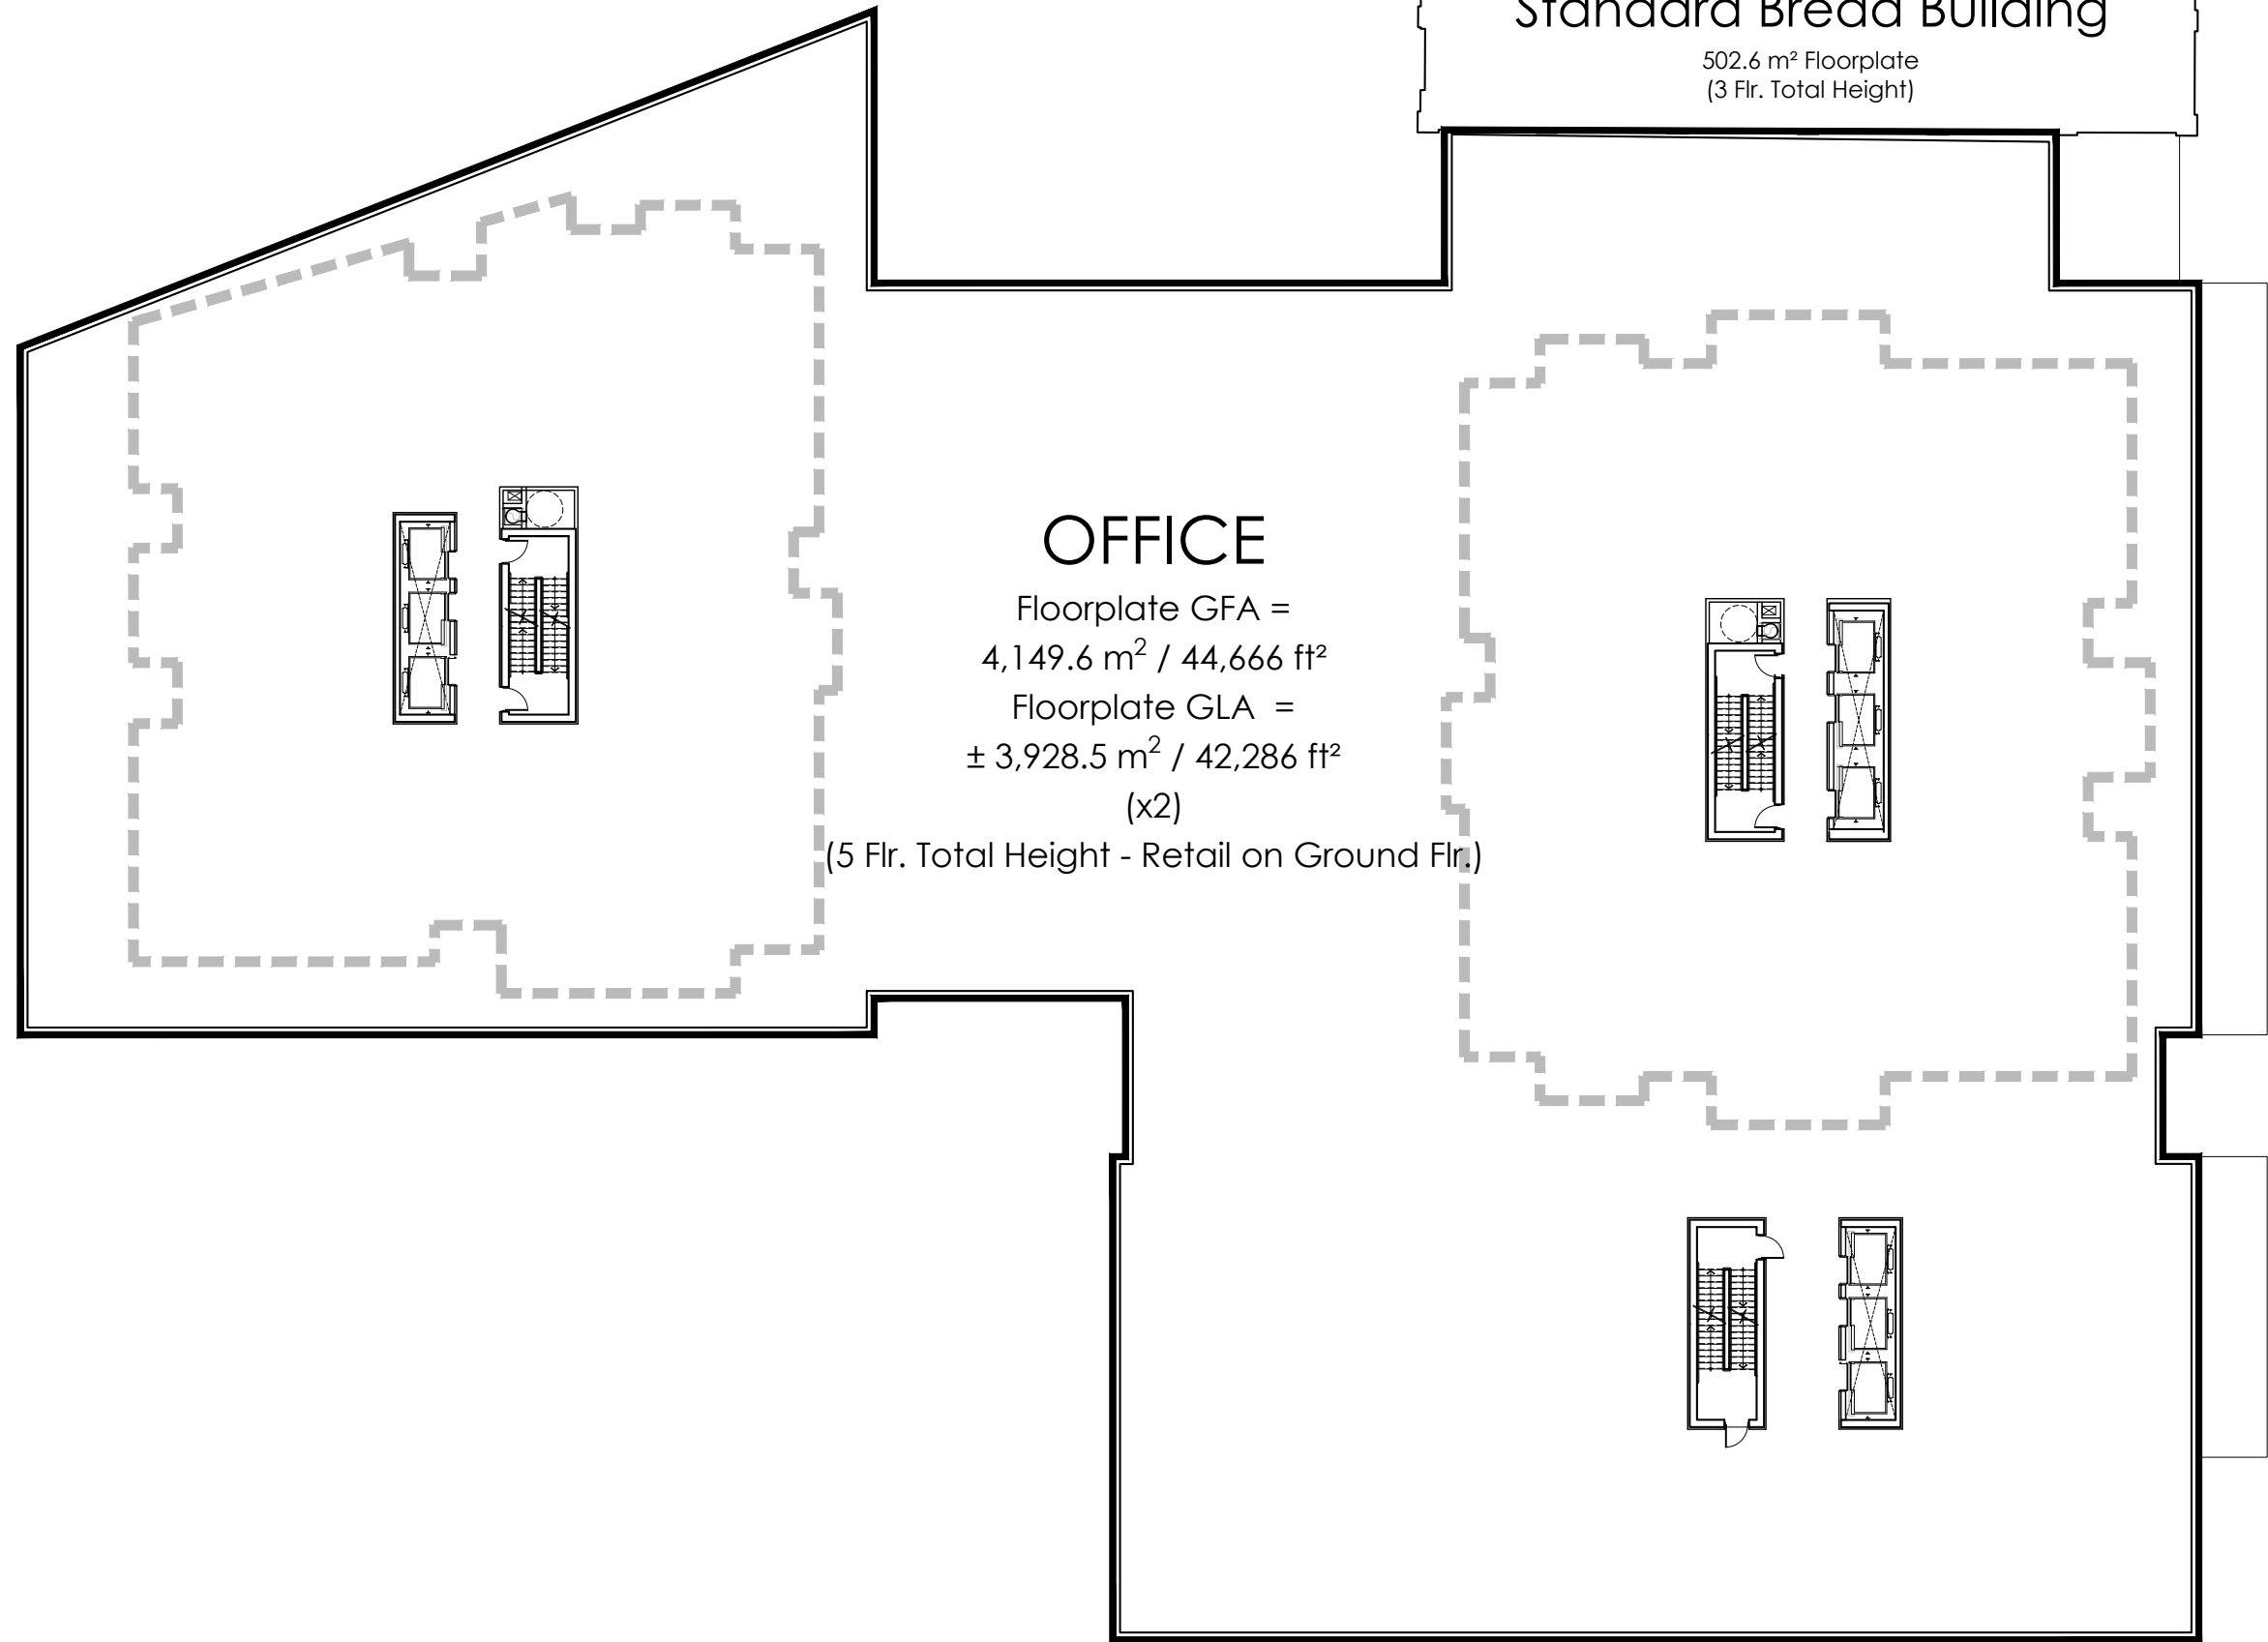 Standard Bread Building
502.6 m² Floorplate
(3 Flr. Total Height)
OFFICE
Floorplate GFA =
4,149.6 m² / 44,666 ft²
Floorplate GLA =
± 3,928.5 m² / 42,286 ft²
(x2)
(5 Flr. Total Height - Retail on Ground Flr.)